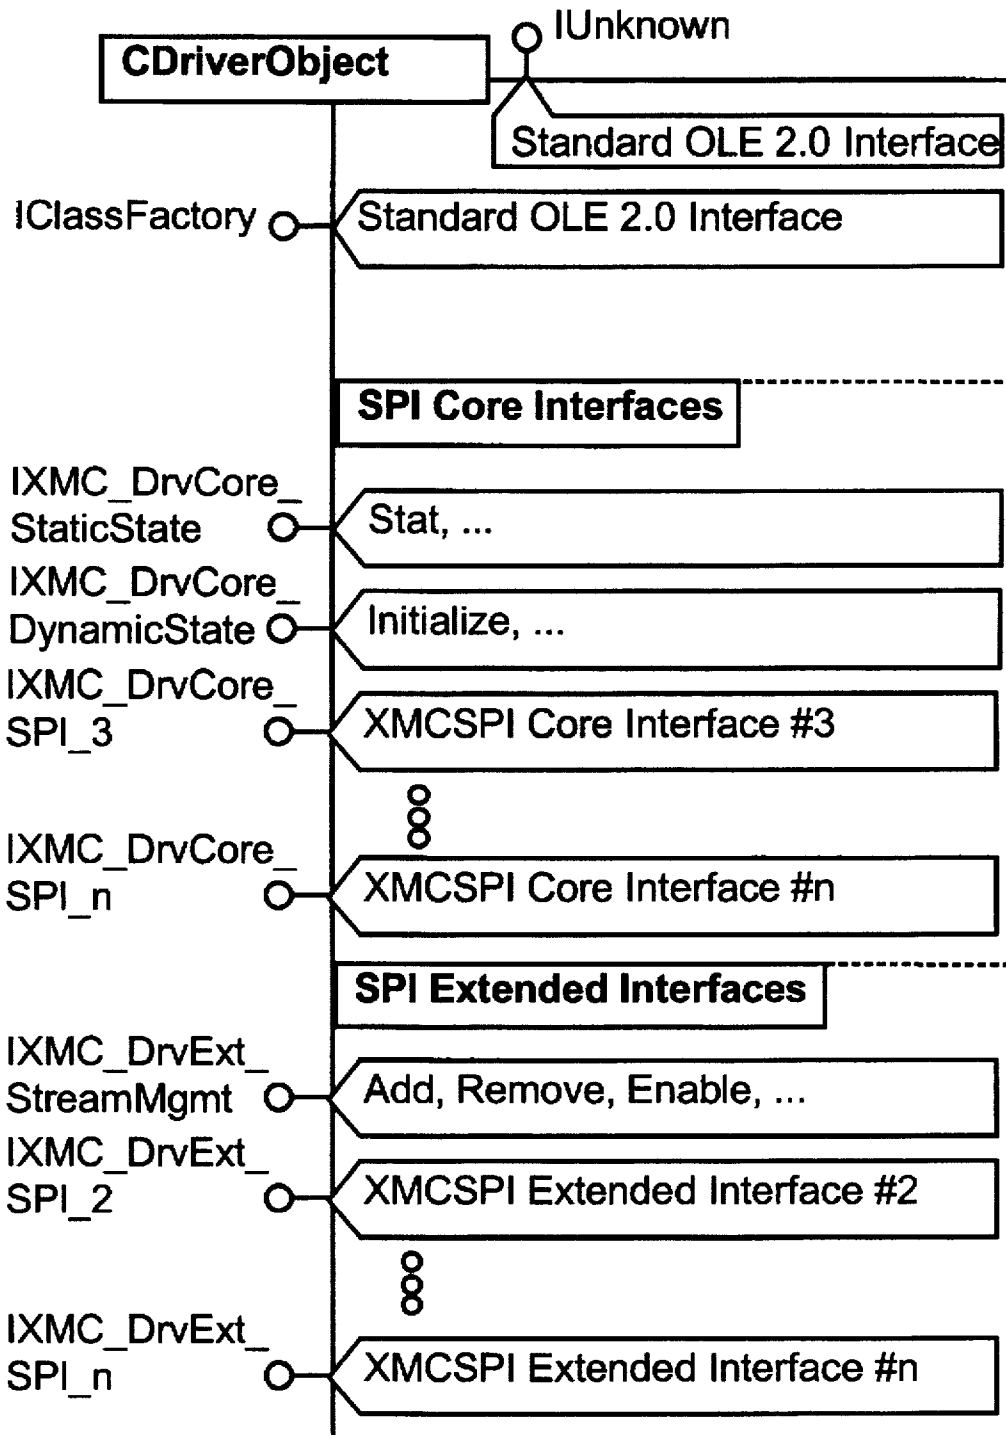 IUnknown
CDriverObject
Standard OLE 2.0 Interface
IClassFactory
Standard OLE 2.0 Interface
SPI Core Interfaces
IXMC_DrvCore_
StaticState
Stat, ...
IXMC_DrvCore_
DynamicState
Initialize, ...
IXMC_DrvCore_
SPI_3
XMCSPI Core Interface #3
IXMC_DrvCore_
SPI_n
XMCSPI Core Interface #n
SPI Extended Interfaces
IXMC_DrvExt_
StreamMgmt
Add, Remove, Enable, ...
IXMC_DrvExt_
SPI_2
XMCSPI Extended Interface #2
IXMC_DrvExt_
SPI_n
XMCSPI Extended Interface #n